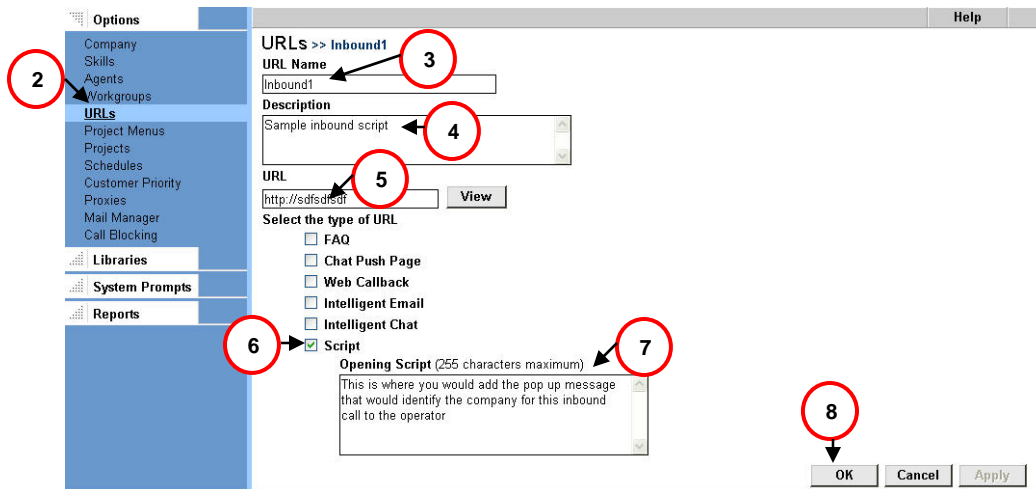 Options
Help
Company
Skills
Agents
Workgroups
URLs
Project Menus
Projects
Schedules
Customer Priority
Proxies
Mail Manager
Call Blocking
Libraries
System Prompts
Reports
2
URLs >> Inbound1
3
URL Name
Inbound1
Description
Sample inbound script
4
URL
5
http://sdfsdfsdf
View
Select the type of URL
FAQ
Chat Push Page
Web Callback
Intelligent Email
Intelligent Chat
6
Script
7
Opening Script (255 characters maximum)
This is where you would add the pop up message
that would identify the company for this inbound
call to the operator
8
OK
Cancel
Apply